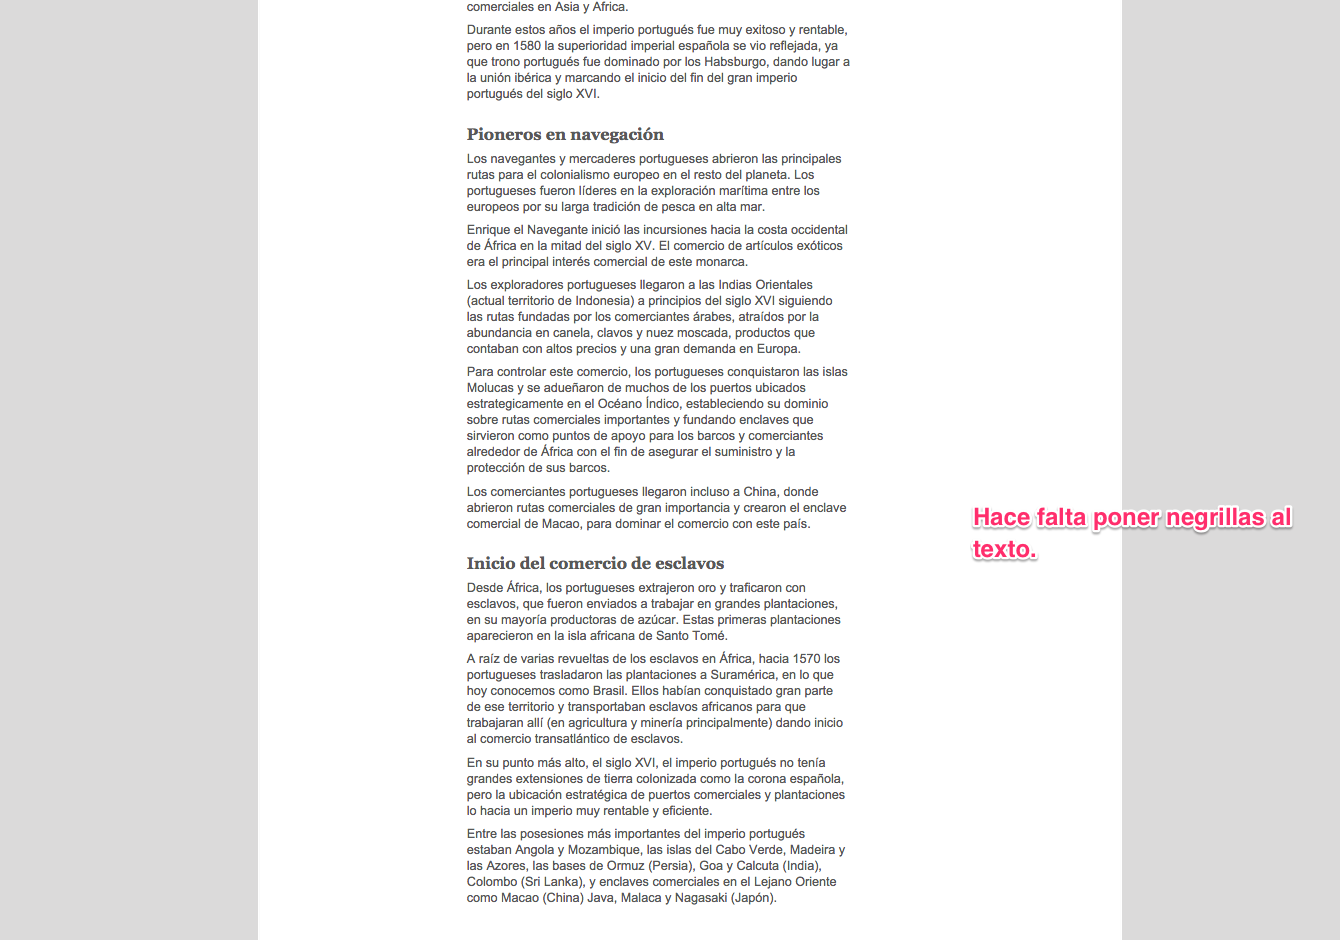 comerciales en Asia y Africa.
Durante estos años el imperio portugués fue muy exitoso y rentable,
pero en 1580 la superioridad imperial española se vio reflejada, ya
que trono portugués fue dominado por los Habsburgo, dando lugar a
la unión ibérica y marcando el inicio del fin del gran imperio
portugués del siglo XVI.
Pioneros en navegación
Los navegantes y mercaderes portugueses abrieron las principales
rutas para el colonialismo europeo en el resto del planeta. Los
portugueses fueron líderes en la exploración marítima entre los
europeos por su larga tradición de pesca en alta mar.
Enrique el Navegante inició las incursiones hacia la costa occidental
de África en la mitad del siglo XV. El comercio de artículos exóticos
era el principal interés comercial de este monarca.
Los exploradores portugueses llegaron a las Indias Orientales
(actual territorio de Indonesia) a principios del siglo XVI siguiendo
las rutas fundadas por los comerciantes árabes, atraídos por la
abundancia en canela, clavos y nuez moscada, productos que
contaban con altos precios y una gran demanda en Europa.
Para controlar este comercio, los portugueses conquistaron las islas
Molucas y se adueñaron de muchos de los puertos ubicados
estrategicamente en el Océano Índico, estableciendo su dominio
sobre rutas comerciales importantes y fundando enclaves que
sirvieron como puntos de apoyo para los barcos y comerciantes
alrededor de África con el fin de asegurar el suministro y la
protección de sus barcos.
Los comerciantes portugueses llegaron incluso a China, donde
abrieron rutas comerciales de gran importancia y crearon el enclave
comercial de Macao, para dominar el comercio con este país.
Hace falta poner negrillas al
texto.
Inicio del comercio de esclavos
Desde África, los portugueses extrajeron oro y traficaron con
esclavos, que fueron enviados a trabajar en grandes plantaciones,
en su mayoría productoras de azúcar. Estas primeras plantaciones
aparecieron en la isla africana de Santo Tomé.
A raíz de varias revueltas de los esclavos en África, hacia 1570 los
portugueses trasladaron las plantaciones a Suramérica, en lo que
hoy conocemos como Brasil. Ellos habían conquistado gran parte
de ese territorio y transportaban esclavos africanos para que
trabajaran allí (en agricultura y minería principalmente) dando inicio
al comercio transatlántico de esclavos.
En su punto más alto, el siglo XVI, el imperio portugués no tenía
grandes extensiones de tierra colonizada como la corona española,
pero la ubicación estratégica de puertos comerciales y plantaciones
lo hacia un imperio muy rentable y eficiente.
Entre las posesiones más importantes del imperio portugués
estaban Angola y Mozambique, las islas del Cabo Verde, Madeira y
las Azores, las bases de Ormuz (Persia), Goa y Calcuta (India),
Colombo (Sri Lanka), y enclaves comerciales en el Lejano Oriente
como Macao (China) Java, Malaca y Nagasaki (Japón).